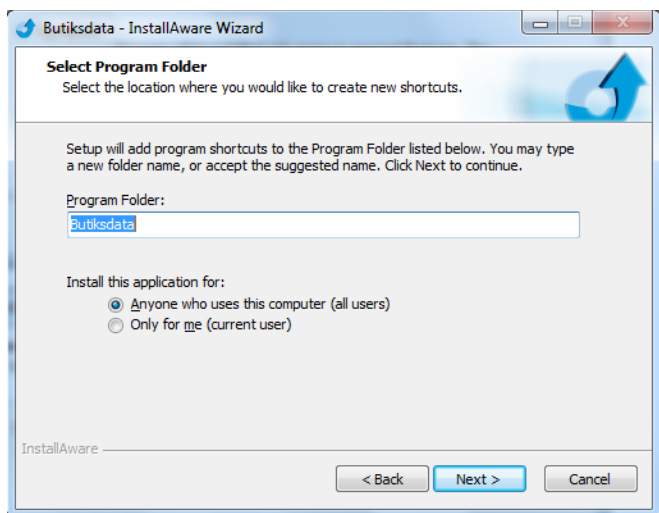 Butiksdata - InstallAware Wizard
Select Program Folder
Select the location where you would like to create new shortcuts.
Setup will add program shortcuts to the Program Folder listed below. You may type
a new folder name, or accept the suggested name. Click Next to continue.
Program Folder:
Butiksdata
Install this application for:
Anyone who uses this computer (all users)
Only for me (current user)
InstallAware
< Back Next > Cancel